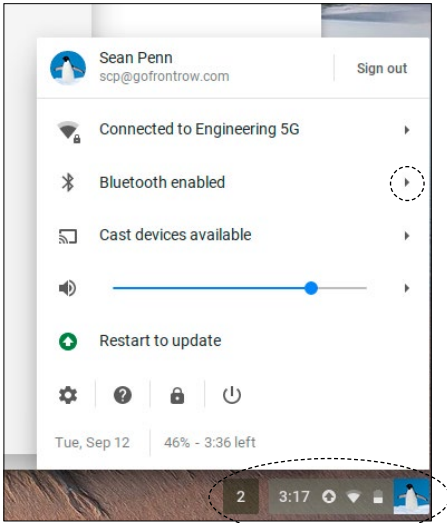 Sean Penn
scp@gofrontrow.com
Sign out
Connected to Engineering 5G
Bluetooth enabled
Cast devices available
Restart to update
Tue, Sep 12
46% - 3:36 left
2
3:17